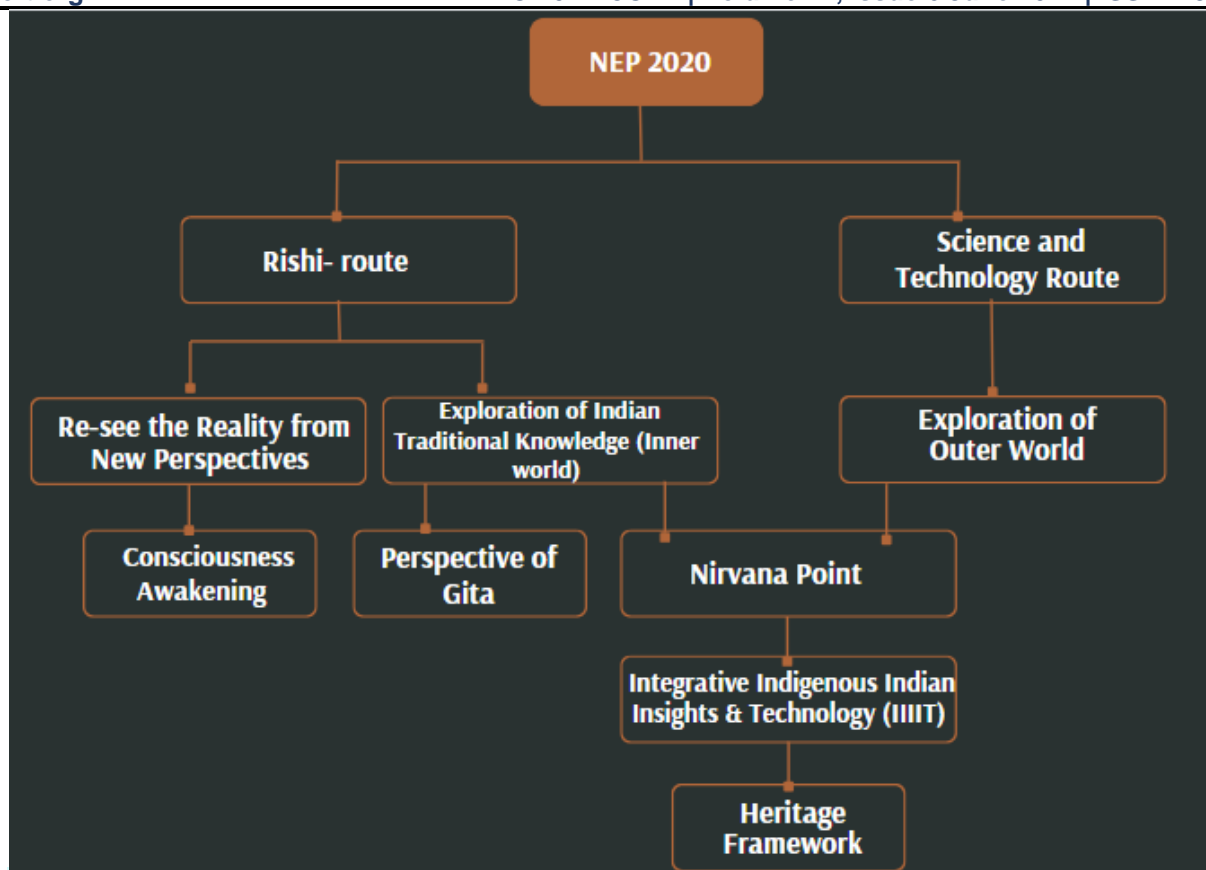 NEP 2020
Rishi- route
Science and
Technology Route
Re-see the Reality from
New Perspectives
Exploration of Indian
Traditional Knowledge (Inner
world)
Exploration of
Outer World
Consciousness
Awakening
Perspective of
Gita
Nirvana Point
Integrative Indigenous Indian
Insights & Technology (IIIIT)
Heritage
Framework